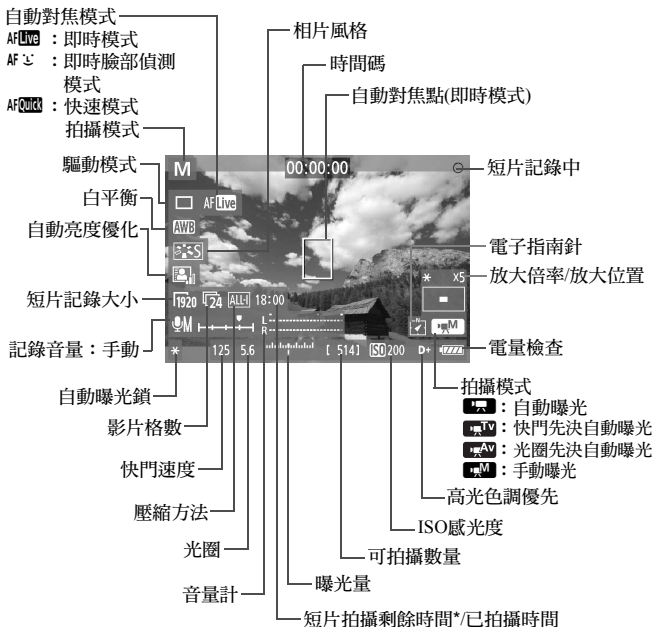 自動對焦模式
AF Live：即時模式
AF：即時臉部偵測
模式
AF Quick：快速模式
拍攝模式
驅動模式
白平衡
自動亮度優化
短片記錄大小
記錄音量：手動
自動曝光鎖
影片格數
快門速度
壓縮方法
光圈
音量計
相片風格
時間碼
自動對焦點(即時模式)
短片記錄中
電子指南針
放大倍率/放大位置
電量檢查
拍攝模式
：自動曝光
Tv：快門先決自動曝光
Av：光圈先決自動曝光
M：手動曝光
高光色調優先
ISO感光度
可拍攝數量
曝光量
短片拍攝剩餘時間*/已拍攝時間
M
00:00:00
AF Live
AWB
S
1920 24 ALL-I 18:00
M
L
R
N
x5
M
125 5.6 [ 514] ISO 200 D+